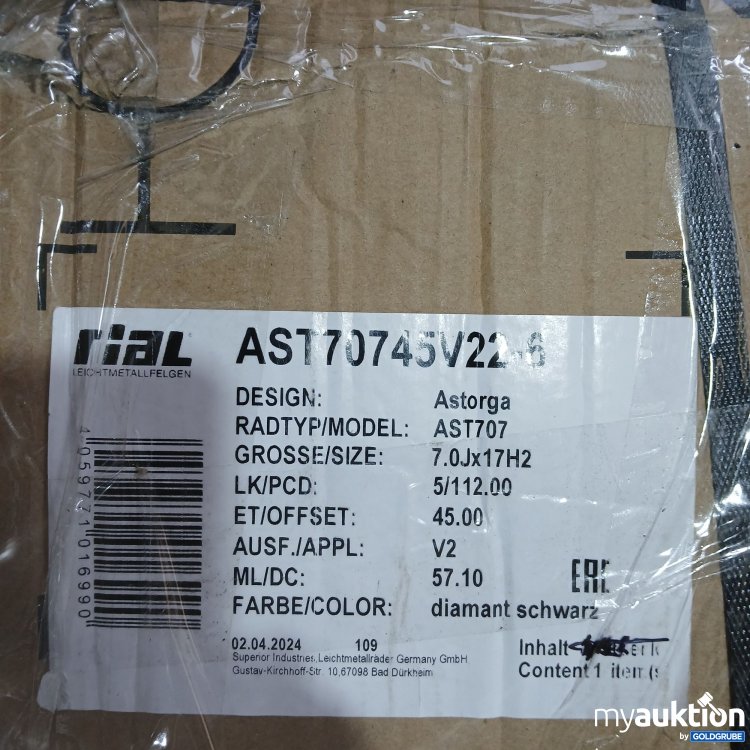 rial
LEICHTMETALLFELGEN
AST70745V22-6
DESIGN: Astorga
RADTYP/MODEL: AST707
GROSSE/SIZE: 7.0Jx17H2
LK/PCD: 5/112.00
ET/OFFSET: 45.00
AUSF./APPL: V2
ML/DC: 57.10
FARBE/COLOR: diamant schwarz
4059771016990
EAC
02.04.2024 109
Superior Industries Leichtmetallräder Germany GmbH
Gustav-Kirchhoff-Str. 10,67098 Bad Dürkheim
Inhalt
Content 1 item(s
myauktion
by GOLDGRUBE